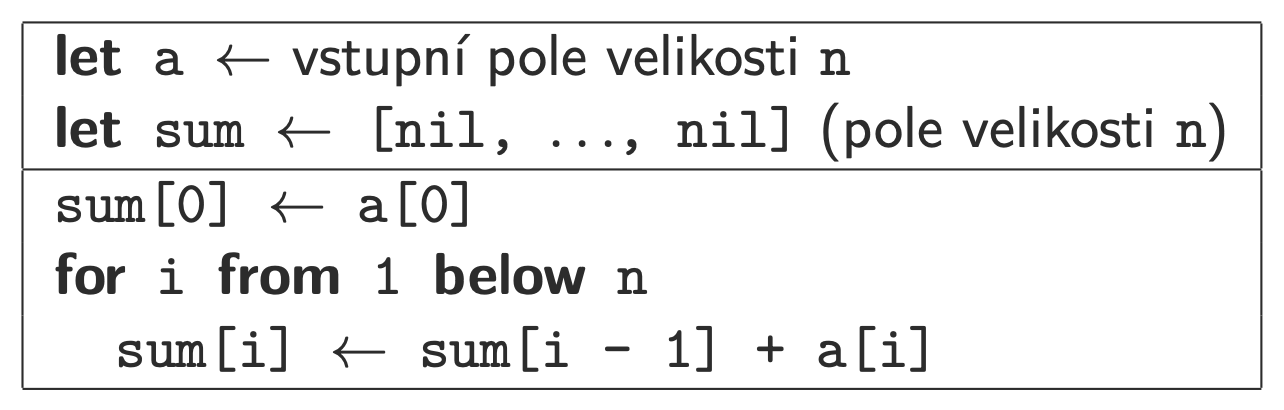 let a ← vstupní pole velikosti n
let sum ← [nil, ..., nil] (pole velikosti n)
sum[0] ← a[0]
for i from 1 below n
sum[i] ← sum[i - 1] + a[i]